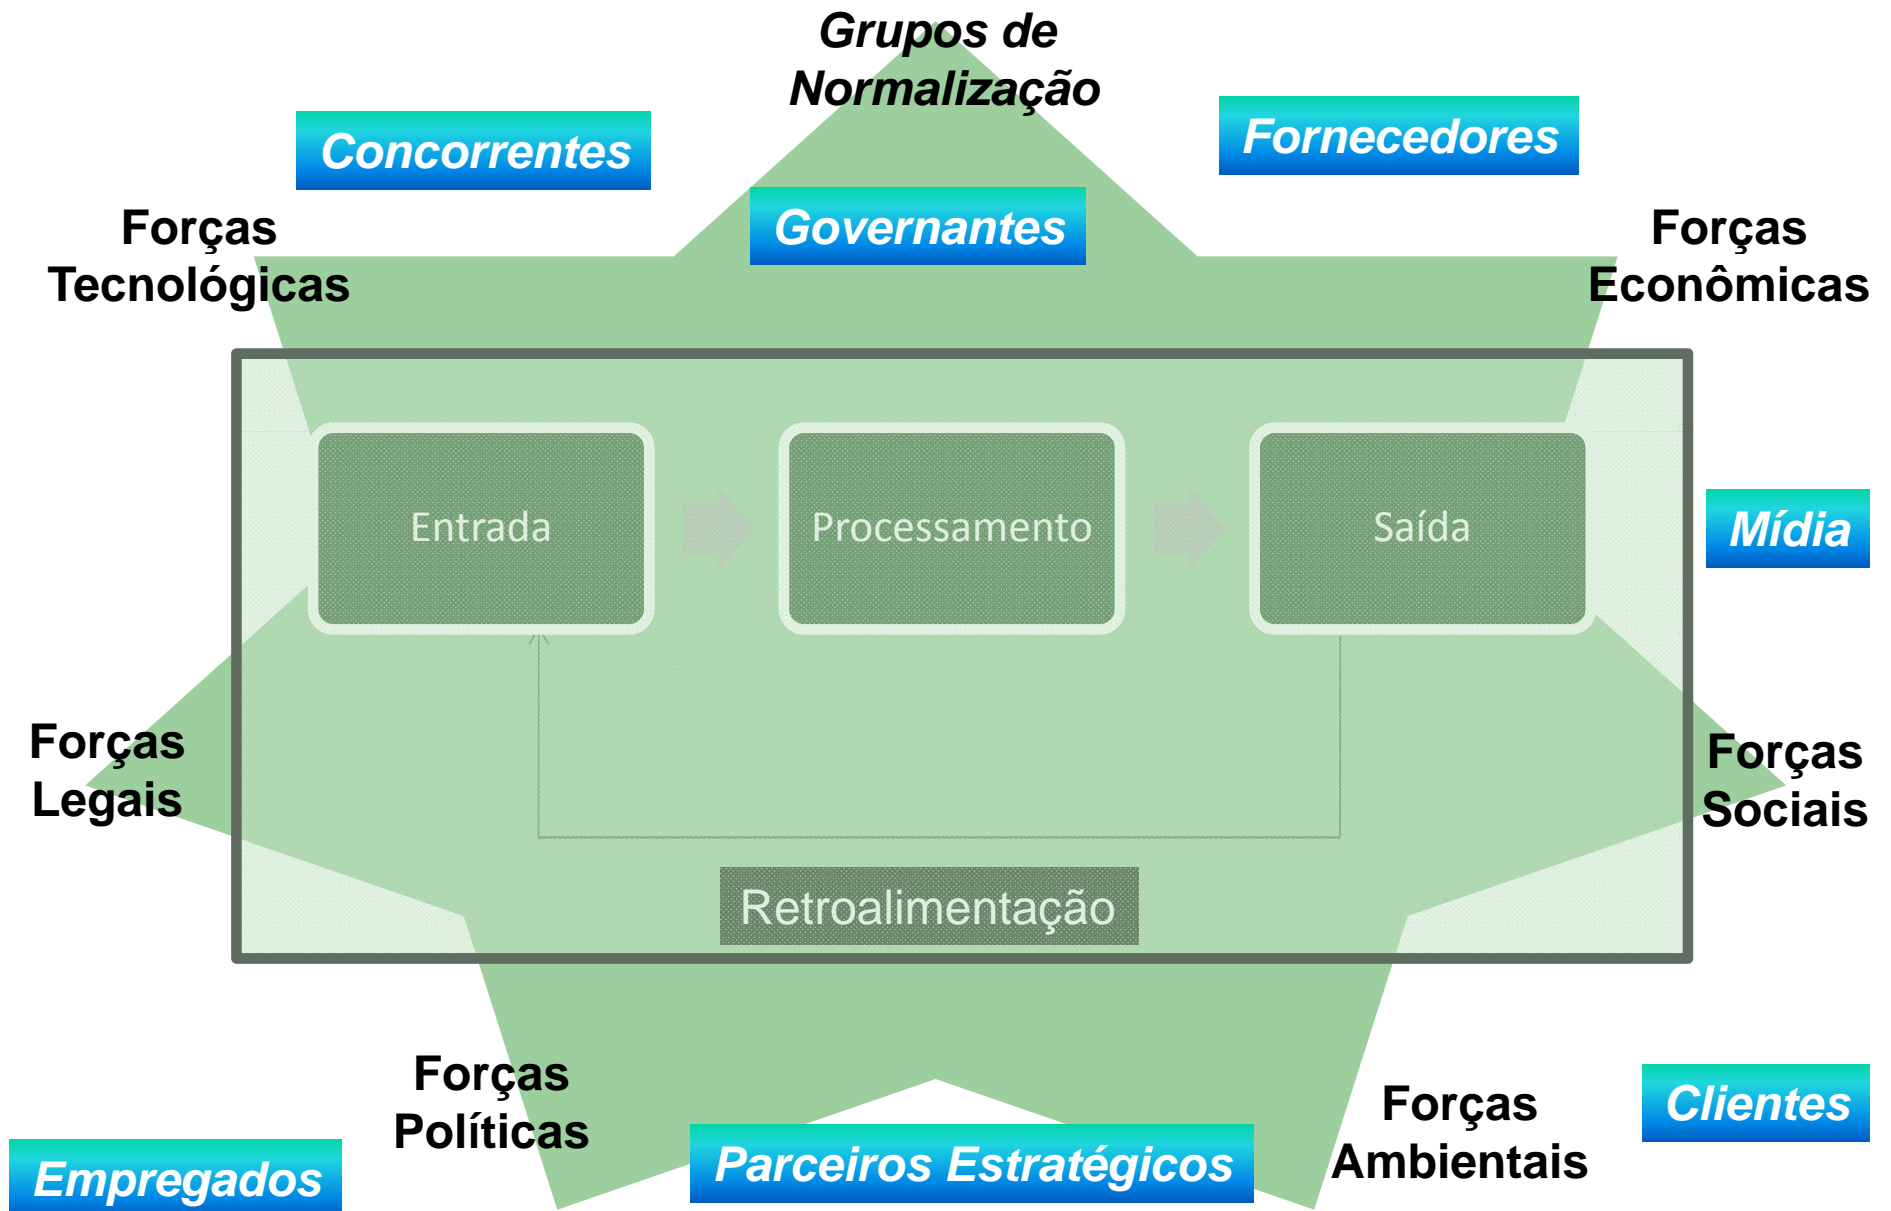 Grupos de
Normalização
Concorrentes
Fornecedores
Governantes
Forças
Tecnológicas
Forças
Econômicas
Entrada
Processamento
Saída
Mídia
Forças
Legais
Forças
Sociais
Retroalimentação
Forças
Políticas
Forças
Ambientais
Clientes
Empregados
Parceiros Estratégicos